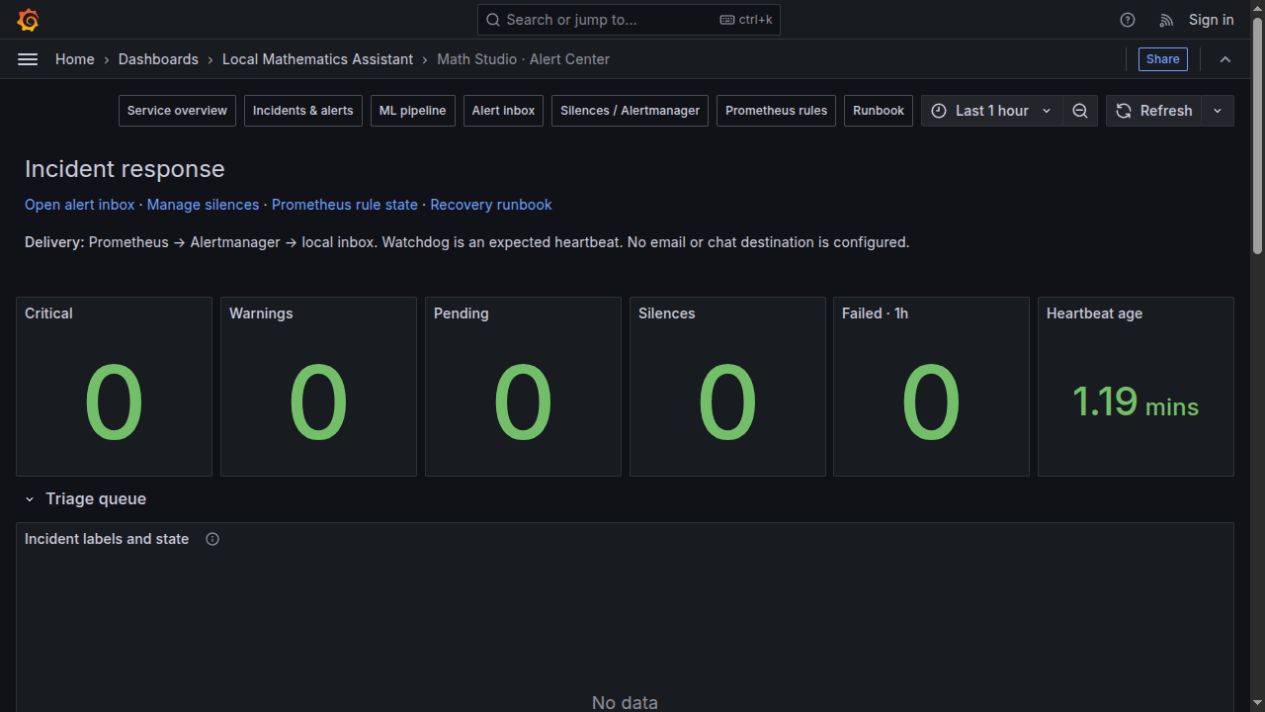 Search or jump to... ctrl+k Sign in
Home › Dashboards › Local Mathematics Assistant › Math Studio · Alert Center Share
Service overview Incidents & alerts ML pipeline Alert inbox Silences / Alertmanager Prometheus rules Runbook Last 1 hour Refresh
Incident response
Open alert inbox · Manage silences · Prometheus rule state · Recovery runbook
Delivery: Prometheus → Alertmanager → local inbox. Watchdog is an expected heartbeat. No email or chat destination is configured.
Critical Warnings Pending Silences Failed · 1h Heartbeat age
0 0 0 0 0 1.19 mins
Triage queue
Incident labels and state
No data